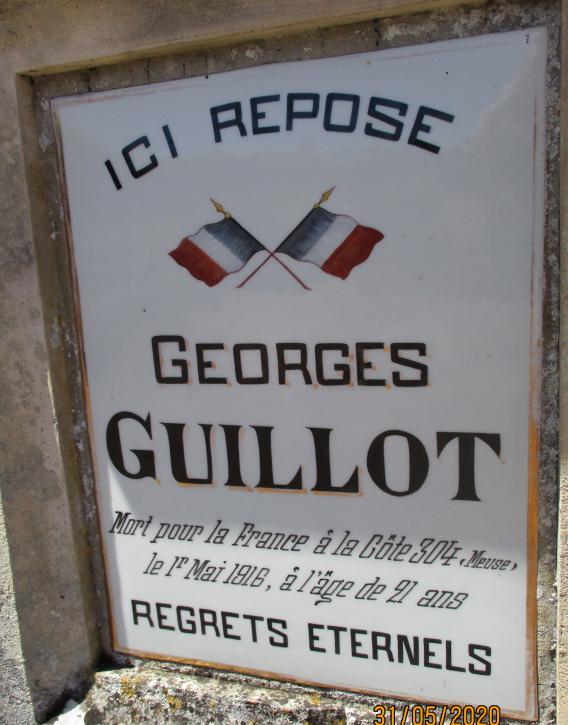 ICI REPOSE
GEORGES
GUILLOT
Mort pour la France à la Côte 304 (Meuse)
le 1er Mai 1916, à l'âge de 21 ans
REGRETS ETERNELS
31/05/2020